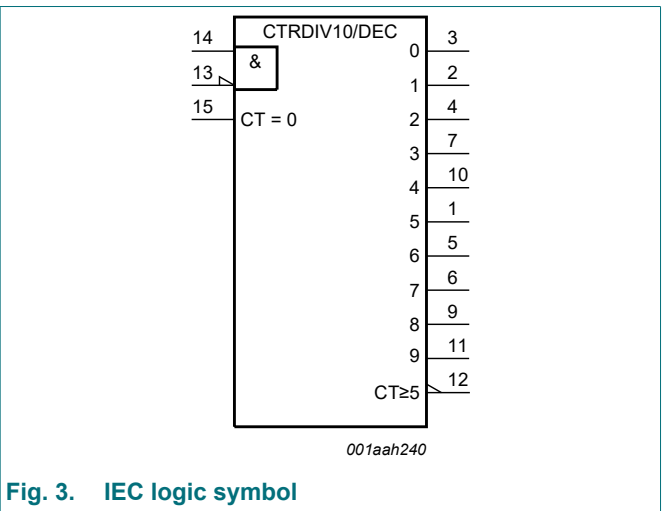 CTRDIV10/DEC
14
&
13
15
CT = 0
0 3
1 2
2 4
3 7
4 10
5 1
6 5
7 6
8 9
9 11
CT≥5 12
001aah240
Fig. 3. IEC logic symbol